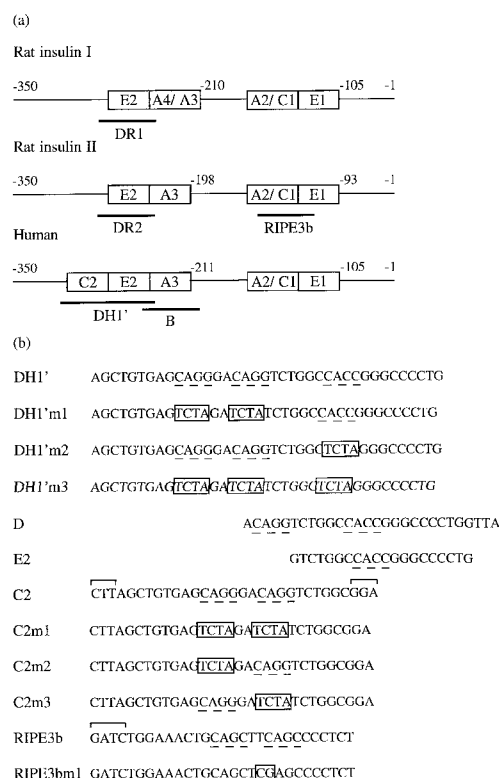 (a)
Rat insulin I
-350 -210 -105 -1
E2 A4/ A3 A2/ C1 E1
DR1
Rat insulin II
-350 -198 -93 -1
E2 A3 A2/ C1 E1
DR2 RIPE3b
Human
-350 -211 -105 -1
C2 E2 A3 A2/ C1 E1
DH1' B
(b)
DH1' AGCTGTGAGCAGGGACAGGTCTGGCCACCGGGCCCCTG
DH1'm1 AGCTGTGAGTCTAGATCTATCTGGCCACCGGGCCCCTG
DH1'm2 AGCTGTGAGCAGGGACAGGTCTGGCTCTAGGGCCCCTG
DH1'm3 AGCTGTGAGTCTAGATCTATCTGGCTCTAGGGCCCCTG
D ACAGGTCTGGCCACCGGGCCCCTGGTTA
E2 GTCTGGCCACCGGGCCCCTG
C2 CTTAGCTGTGAGCAGGGACAGGTCTGGCGGA
C2m1 CTTAGCTGTGAGTCTAGATCTATCTGGCGGA
C2m2 CTTAGCTGTGAGTCTAGACAGGTCTGGCGGA
C2m3 CTTAGCTGTGAGCAGGGATCTATCTGGCGGA
RIPE3b GATCTGGAAACTGCAGCTTCAGCCCCTCT
RIPE3bm1 GATCTGGAAACTGCAGCTCGAGCCCCTCT